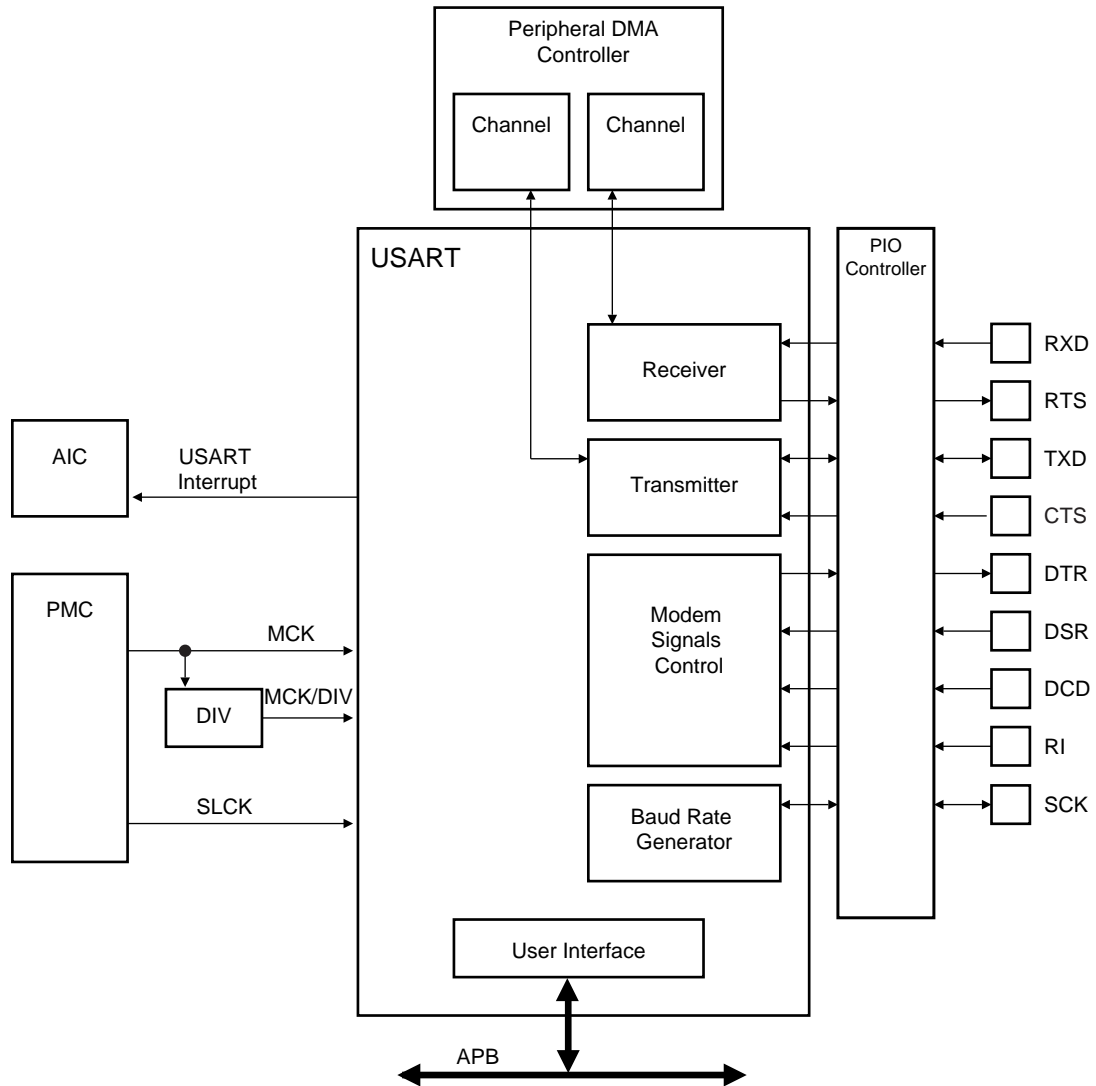 Peripheral DMA
Controller
Channel
Channel
USART
PIO
Controller
Receiver
RXD
RTS
AIC
USART
Interrupt
Transmitter
TXD
CTS
PMC
MCK
DIV
MCK/DIV
SLCK
Modem
Signals
Control
DTR
DSR
DCD
RI
Baud Rate
Generator
SCK
User Interface
APB